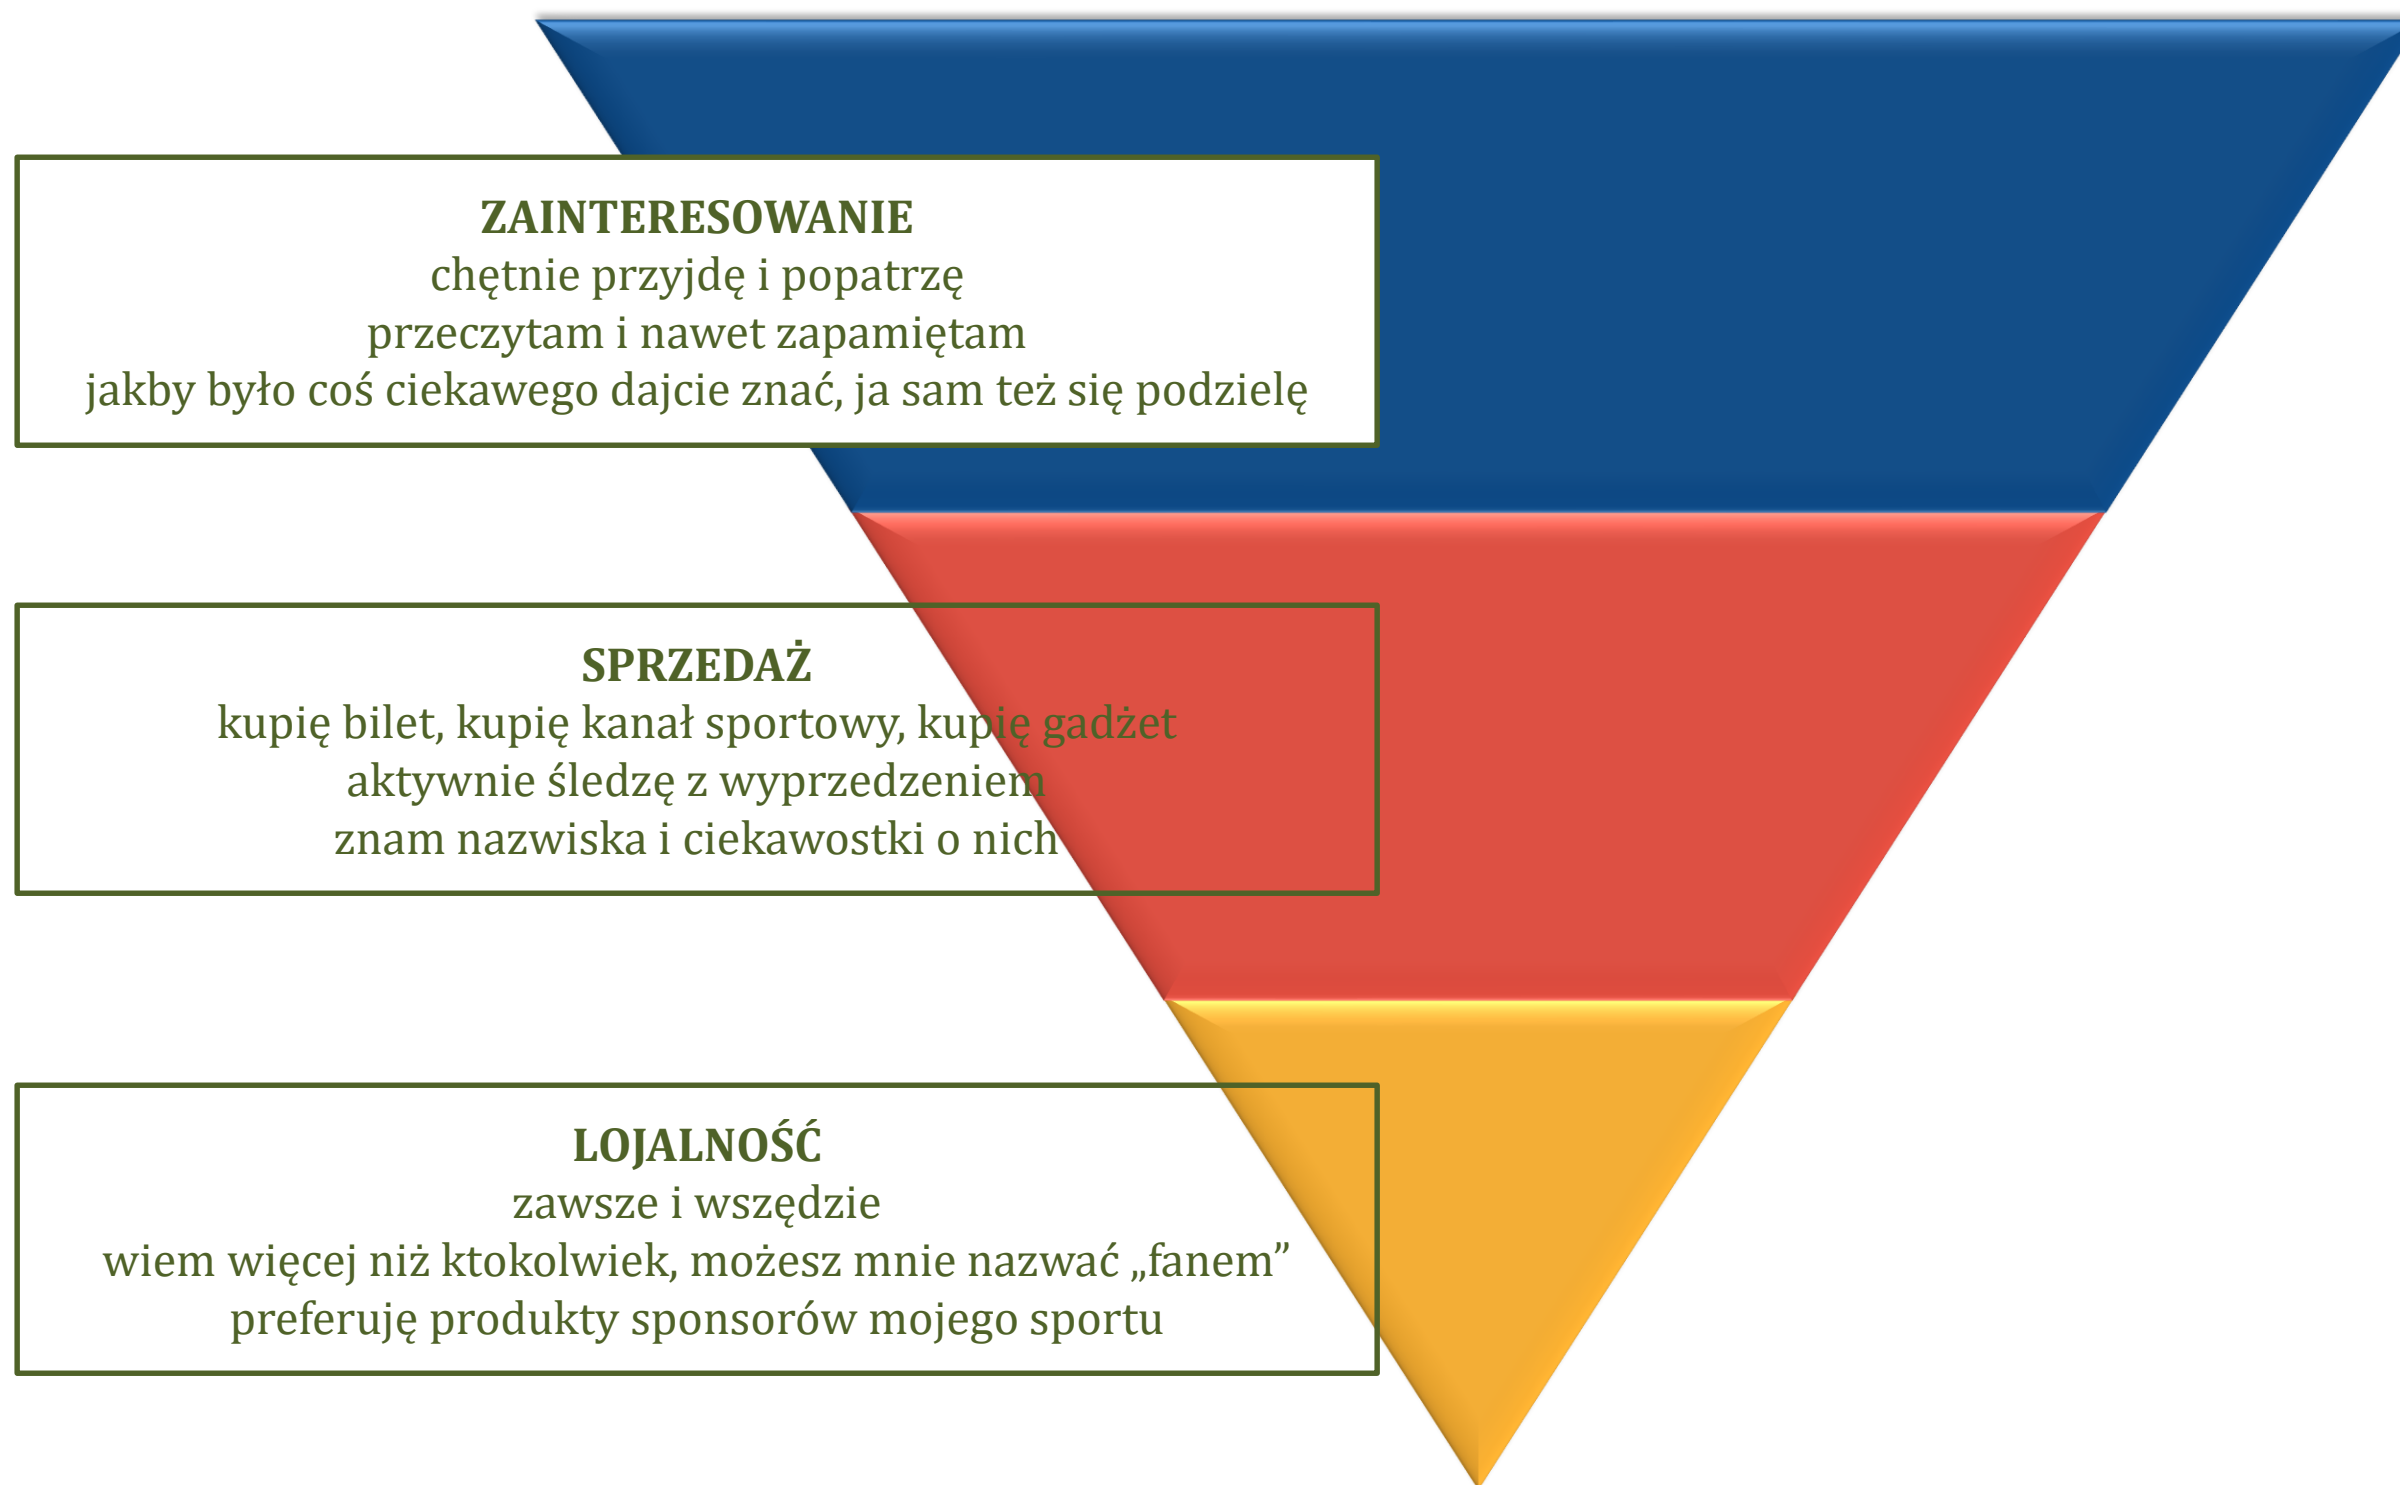 ZAINTERESOWANIE
chętnie przyjdę i popatrzę
przeczytam i nawet zapamiętam
jakby było coś ciekawego dajcie znać, ja sam też się podzielę
SPRZEDAŻ
kupię bilet, kupię kanał sportowy, kupię gadżet
aktywnie śledzę z wyprzedzeniem
znam nazwiska i ciekawostki o nich
LOJALNOŚĆ
zawsze i wszędzie
wiem więcej niż ktokolwiek, możesz mnie nazwać „fanem”
preferuję produkty sponsorów mojego sportu